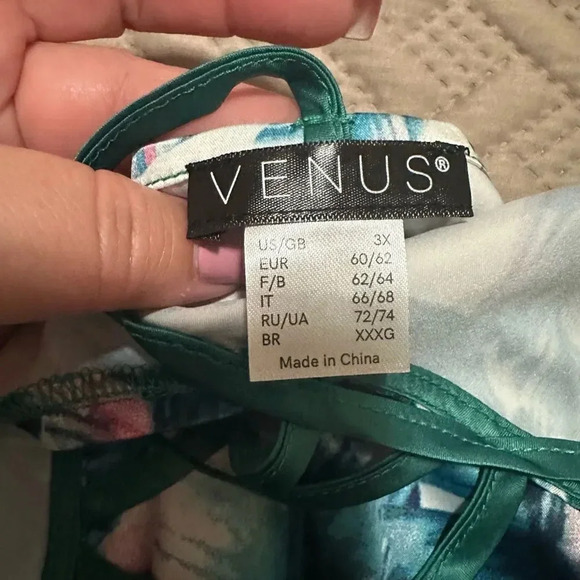 VENUS®
US/GB 3X
EUR 60/62
F/B 62/64
IT 66/68
RU/UA 72/74
BR XXXG
Made in China